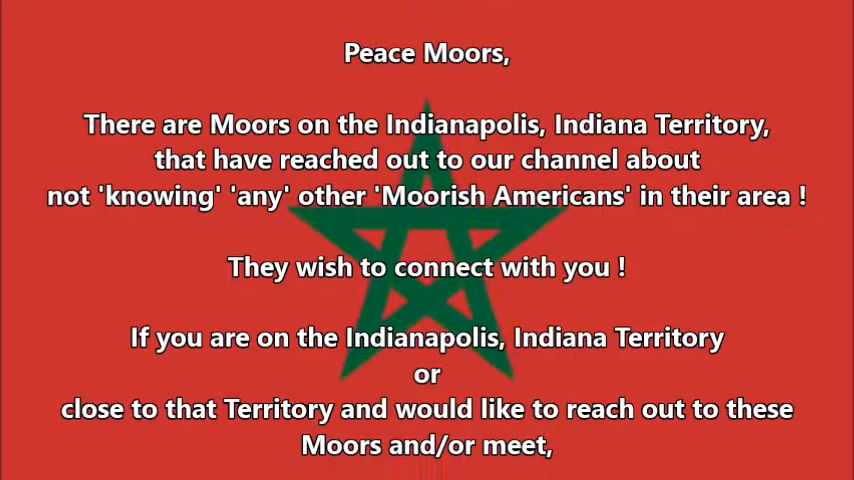 Peace Moors,
There are Moors on the Indianapolis, Indiana Territory,
that have reached out to our channel about
not 'knowing' 'any' other 'Moorish Americans' in their area !
They wish to connect with you !
If you are on the Indianapolis, Indiana Territory
or
close to that Territory and would like to reach out to these
Moors and/or meet,